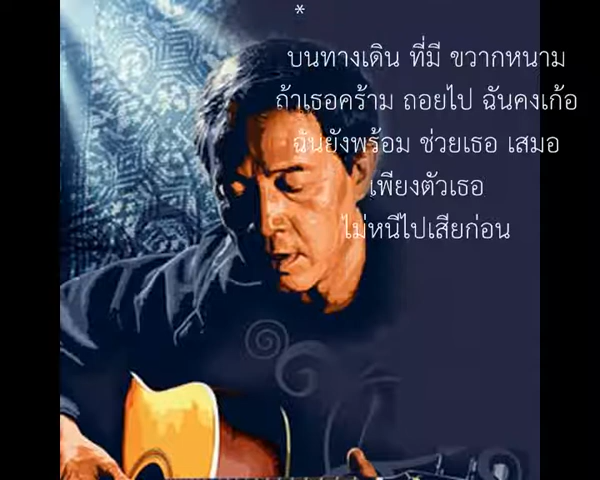 *
บนทางเดิน ที่มี ขวากหนาม
ถ้าเธอคร้าม ถอยไป ฉันคงเก้อ
ฉันยังพร้อม ช่วยเธอ เสมอ
เพียงตัวเธอ
ไม่หนีไปเสียก่อน